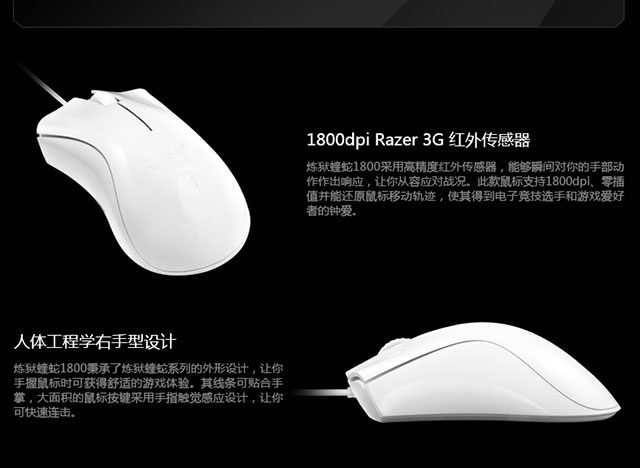 1800dpi Razer 3G 红外传感器
炼狱蝰蛇1800采用高精度红外传感器，能够瞬间对你的手部动
作作出响应，让你从容应对战况。此款鼠标支持1800dpi、零插
值并能还原鼠标移动轨迹，使其得到电子竞技选手和游戏爱好
者的钟爱。
人体工程学右手型设计
炼狱蝰蛇1800秉承了炼狱蝰蛇系列的外形设计，让你
手握鼠标时可获得舒适的游戏体验。其线条可贴合手
掌，大面积的鼠标按键采用手指触觉感应设计，让你
可快速连击。